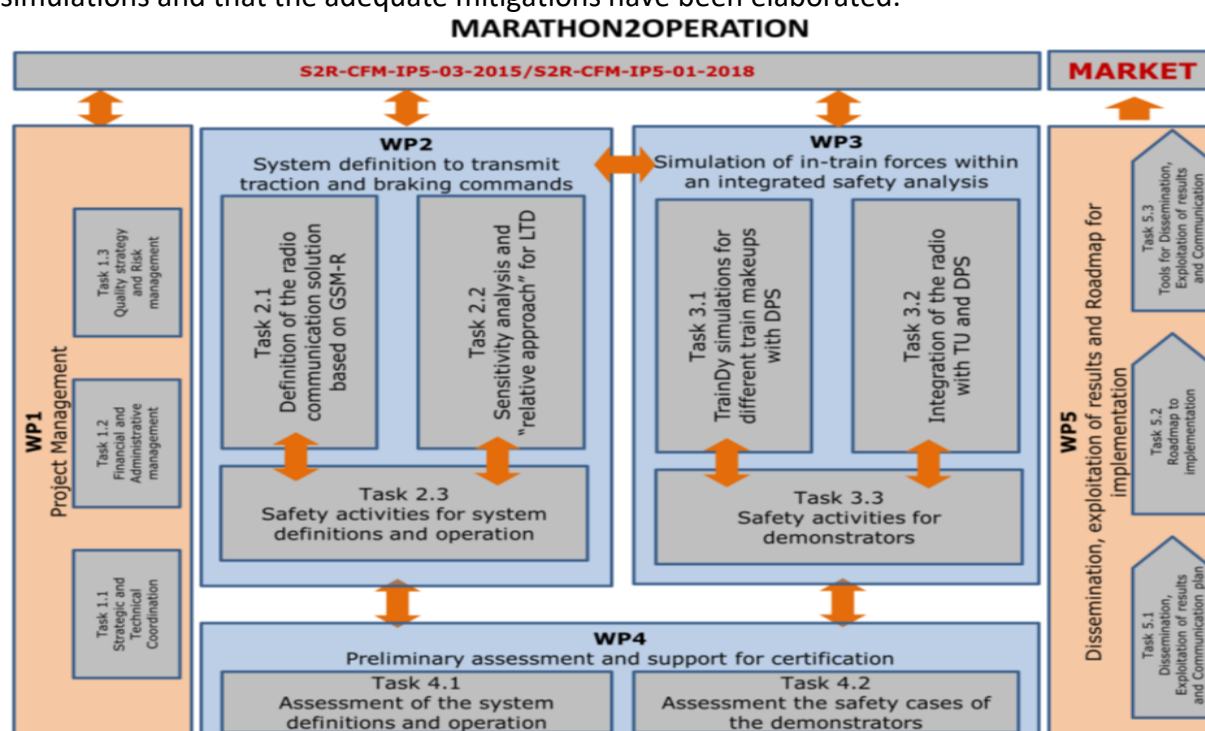 simulations and that the adequate mitigations have been elaborated.
MARATHON2OPERATION
S2R-CFM-IP5-03-2015/S2R-CFM-IP5-01-2018
MARKET
WP1
Project Management
Task 1.3
Quality strategy
and Risk
management
Task 1.2
Financial and
Administrative
management
Task 1.1
Strategic and
Technical
Coordination
WP2
System definition to transmit
traction and braking commands
Task 2.1
Definition of the radio
communication solution
based on GSM-R
Task 2.2
Sensitivity analysis and
"relative approach" for LTD
Task 2.3
Safety activities for system
definitions and operation
WP3
Simulation of in-train forces within
an integrated safety analysis
Task 3.1
TrainDy simulations for
different train makeups
with DPS
Task 3.2
Integration of the radio
with TU and DPS
Task 3.3
Safety activities for
demonstrators
WP4
Preliminary assessment and support for certification
Task 4.1
Assessment of the system
definitions and operation
Task 4.2
Assessment the safety cases of
the demonstrators
WP5
Dissemination, exploitation of results and Roadmap for
implementation
Task 5.3
Tools for Dissemination,
Exploitation of results
and Communication
Task 5.2
Roadmap to
implementation
Task 5.1
Dissemination,
Exploitation of results
and Communication plan